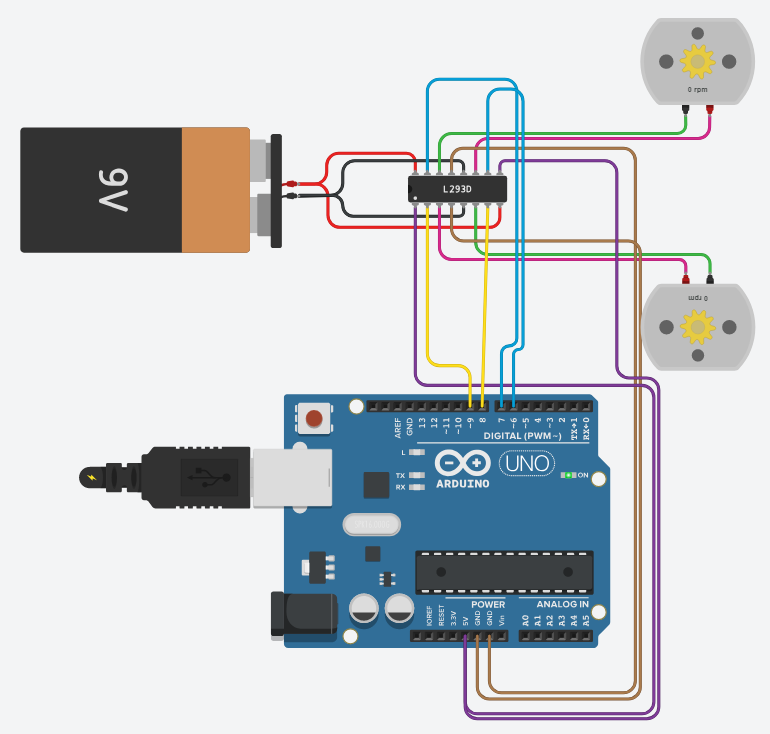 0 rpm
9V
L293D
0 rpm
AREF
GND
13
12
~11
~10
~9
8
7
~6
~5
4
~3
2
TX→1
RX←0
DIGITAL (PWM~)
L
TX
RX
ARDUINO
UNO
ON
POWER
ANALOG IN
IOREF
RESET
3.3V
5V
GND
GND
Vin
A0
A1
A2
A3
A4
A5